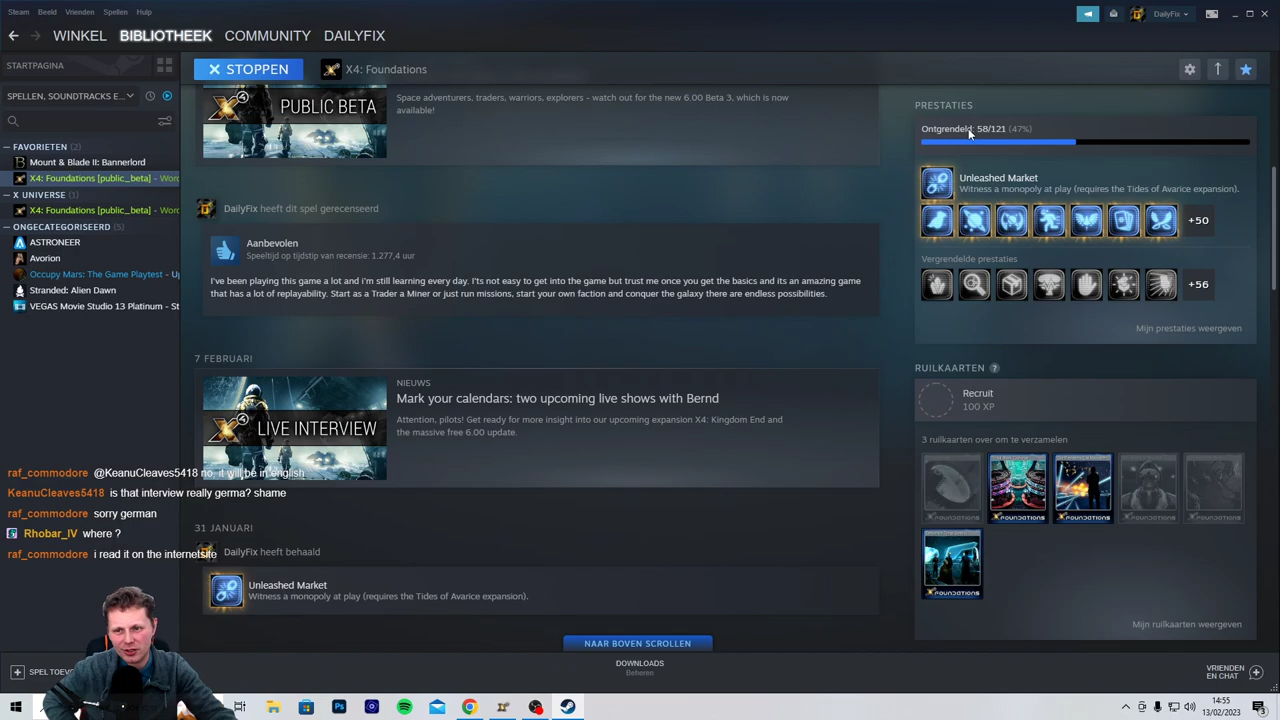 Steam Beeld Vrienden Spellen Hulp
DailyFix
WINKEL BIBLIOTHEEK COMMUNITY DAILYFIX
STARTPAGINA
STOPPEN
X4: Foundations
SPELLEN, SOUNDTRACKS E...
FAVORIETEN (2)
Mount & Blade II: Bannerlord
X4: Foundations [public_beta] - Word
X UNIVERSE (1)
X4: Foundations [public_beta] - Word
ONGECATEGORISEERD (5)
ASTRONEER
Avorion
Occupy Mars: The Game Playtest - Up
Stranded: Alien Dawn
VEGAS Movie Studio 13 Platinum - St
X4
PUBLIC BETA
Space adventurers, traders, warriors, explorers - watch out for the new 6.00 Beta 3, which is now
available!
DailyFix heeft dit spel gerecenseerd
Aanbevolen
Speeltijd op tijdstip van recensie: 1.277,4 uur
I've been playing this game a lot and i'm still learning every day. I'ts not easy to get into the game but trust me once you get the basics and its an amazing game
that has a lot of replayability. Start as a Trader a Miner or just run missions, start your own faction and conquer the galaxy there are endless possibilities.
7 FEBRUARI
X4
LIVE INTERVIEW
NIEUWS
Mark your calendars: two upcoming live shows with Bernd
Attention, pilots! Get ready for more insight into our upcoming expansion X4: Kingdom End and
the massive free 6.00 update.
31 JANUARI
DailyFix heeft behaald
Unleashed Market
Witness a monopoly at play (requires the Tides of Avarice expansion).
NAAR BOVEN SCROLLEN
PRESTATIES
Ontgrendeld: 58/121 (47%)
Unleashed Market
Witness a monopoly at play (requires the Tides of Avarice expansion).
+50
Vergrendelde prestaties
+56
Mijn prestaties weergeven
RUILKAARTEN ?
Recruit
100 XP
3 ruilkaarten over om te verzamelen
FOUNDATIONS FOUNDATIONS FOUNDATIONS FOUNDATIONS FOUNDATIONS
FOUNDATIONS
Mijn ruilkaarten weergeven
raf_commodore @KeanuCleaves5418 no, it will be in english
KeanuCleaves5418 is that interview really germa? shame
raf_commodore sorry german
Rhobar_IV where ?
raf_commodore i read it on the internetsite
SPEL TOEV
DOWNLOADS
Beheren
VRIENDEN
EN CHAT
Ps
14:55
13/02/2023
3